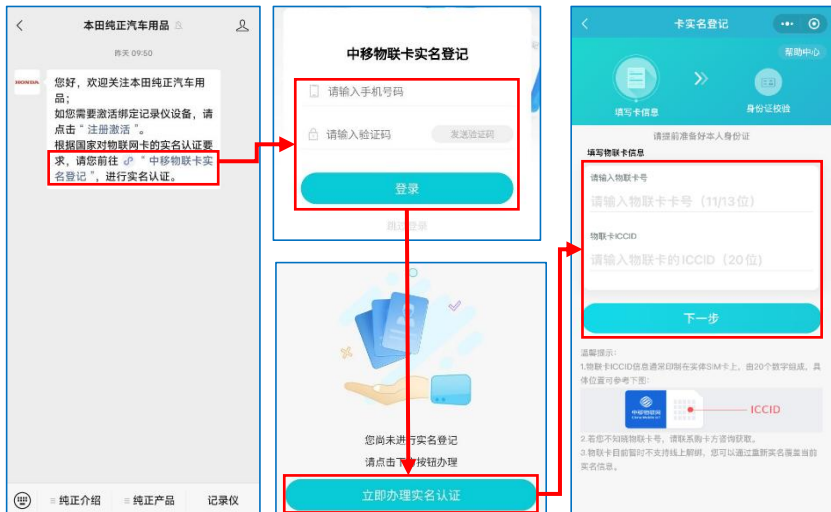 本田纯正汽车用品
昨天 09:50
HONDA
您好，欢迎关注本田纯正汽车用
品；
如您需要激活绑定记录仪设备，请
点击“注册激活”。
根据国家对物联网卡的实名认证要
求，请您前往“中移物联卡实
名登记”，进行实名认证。
纯正介绍
纯正产品
记录仪
中移物联卡实名登记
请输入手机号码
请输入验证码
发送验证码
登录
跳过登录
您尚未进行实名登记
请点击下方按钮办理
立即办理实名认证
卡实名登记
帮助中心
填写卡信息
身份证校验
请提前准备好本人身份证
填写物联卡信息
请输入物联卡号
请输入物联卡卡号（11/13位）
物联卡ICCID
请输入物联卡的ICCID（20位）
下一步
温馨提示：
1.物联卡ICCID信息通常印制在实体SIM卡上，由20个数字组成，具
体位置可参考下图：
中移物联网
ICCID
2.若您不知晓物联卡号，请联系购卡方咨询获取。
3.物联卡目前暂时不支持线上解绑，您可以通过重新实名覆盖当前
实名信息。